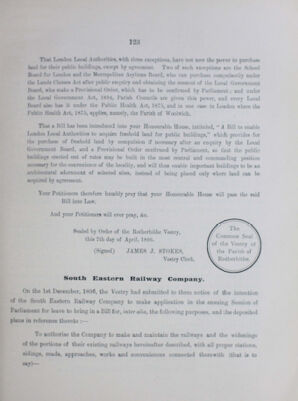 123
That London Local Authorities, with three exceptions, have not now the power to purchase
land for their public buildings, except by agreement. Two of such exceptions are the School
Board for London and the Metropolitan Asylums Board, who can purchase compulsorily under
the Lands Clauses Act after public enquiry and obtaining the consent of the Local Government
Board, who make a Provisional Order, which has to be confirmed by Parliament; and under
the Local Government Act, 1894, Parish Councils are given this power, and every Local
Board also has it under the Public Health Act, 1875, and in one case in London where the
Public Health Act, 1875, applies, namely, the Parish of Woolwich.
That a Bill has been introduced into your Honourable House, intituled, "A Bill to enable
London Local Authorities to acquire freehold land for public buildings," which provides for
the purchase of freehold land by compulsion if necessary after an enquiry by the Local
Government Board, and a Provisional Order confirmed by Parliament, so that the public
buildings carried out of rates may be built in the most central and commanding position
necessary for the convenience of the locality, and will thus enable important buildings to be an
architectural adornment of selected sites, instead of being placed only where land can be
acquired by agreement.
Your Petitioners therefore humbly pray that your Honourable House will pass the said
Bill into Law.
And your Petitioners will ever pray, &c.
Sealed by Order of the Rotherhithe Vestry,
this 7th day of April, 1896.
(Signed) JAMES J. STOKES,
Vestry Clerk.
The
Common Seal
of the Vestry of
the Parish of
Rotherhithe.
South Eastern Railway Company.
On the 1st December, 1896, the Vestry had submitted to them notice of the intention
of the South Eastern Railway Company to make application in the ensuing Session of
Parliament for leave to bring in a Bill for, inter alia, the following purposes, and the deposited
plans in reference thereto :—
To authorise the Company to make and maintain the railways and the widenings
of the portions of their existing railways hereinafter described, with all proper stations,
sidings, roads, approaches, works and conveniences connected therewith (that is to
say)—